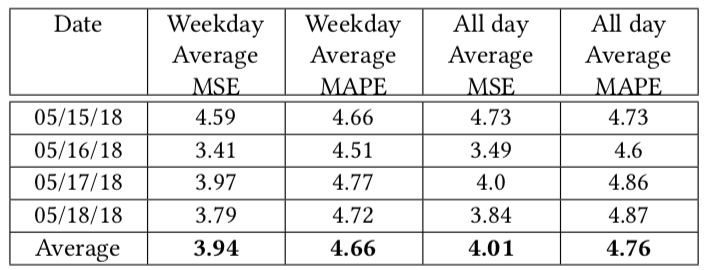 Date Weekday Average MSE Weekday Average MAPE All day Average MSE All day Average MAPE
05/15/18 4.59 4.66 4.73 4.73
05/16/18 3.41 4.51 3.49 4.6
05/17/18 3.97 4.77 4.0 4.86
05/18/18 3.79 4.72 3.84 4.87
Average 3.94 4.66 4.01 4.76